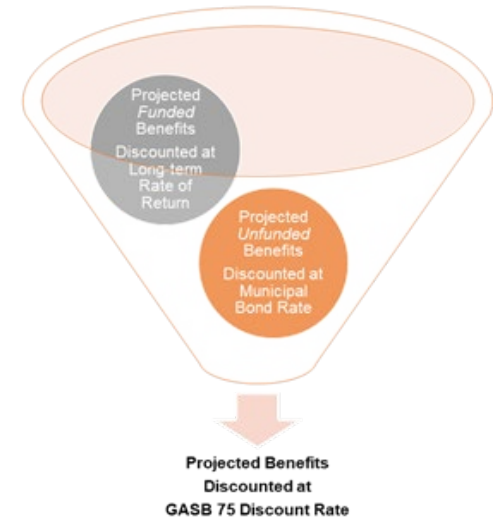 Projected
Funded
Benefits
Discounted at
Long-term
Rate of
Return
Projected
Unfunded
Benefits
Discounted at
Municipal
Bond Rate
Projected Benefits
Discounted at
GASB 75 Discount Rate